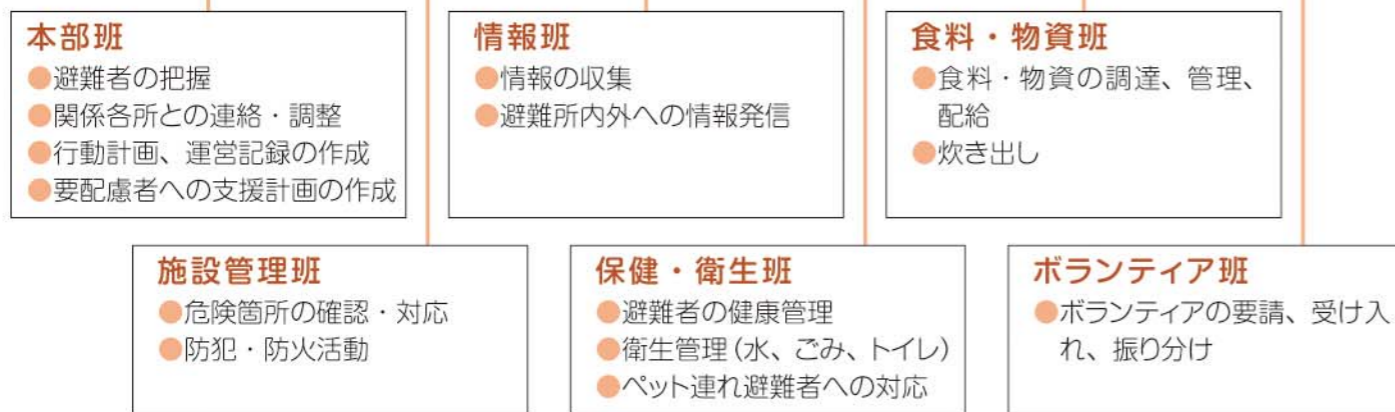 本部班
●避難者の把握
●関係各所との連絡・調整
●行動計画、運営記録の作成
●要配慮者への支援計画の作成
情報班
●情報の収集
●避難所内外への情報発信
食料・物資班
●食料・物資の調達、管理、
配給
●炊き出し
施設管理班
●危険箇所の確認・対応
●防犯・防火活動
保健・衛生班
●避難者の健康管理
●衛生管理(水、ごみ、トイレ)
●ペット連れ避難者への対応
ボランティア班
●ボランティアの要請、受け入
れ、振り分け